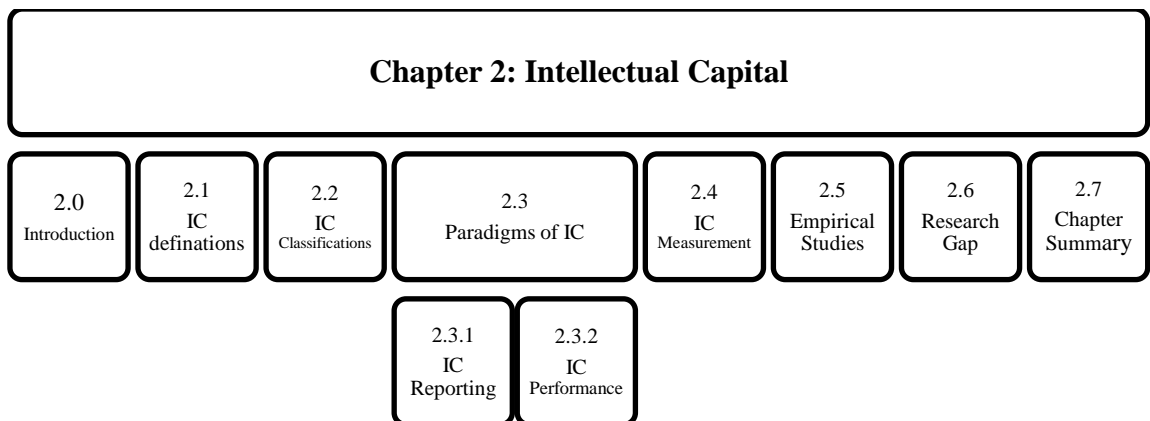 Chapter 2: Intellectual Capital
2.0
Introduction
2.1
IC
definations
2.2
IC
Classifications
2.3
Paradigms of IC
2.4
IC
Measurement
2.5
Empirical
Studies
2.6
Research
Gap
2.7
Chapter
Summary
2.3.1
IC
Reporting
2.3.2
IC
Performance